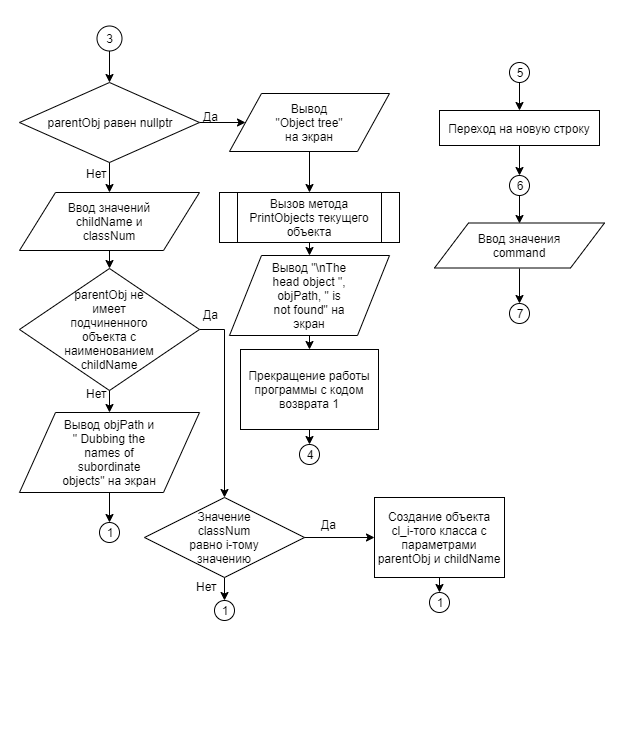 3
parentObj равен nullptr
Да
Нет
Вывод
"Object tree"
на экран
Ввод значений
childName и
classNum
Вызов метода
PrintObjects текущего
объекта
parentObj не
имеет
подчиненного
объекта с
наименованием
childName
Да
Нет
Вывод "\nThe
head object ",
objPath, " is
not found" на
экран
Прекращение работы
программы с кодом
возврата 1
4
Вывод objPath и
" Dubbing the
names of
subordinate
objects" на экран
1
Значение
classNum
равно i-тому
значению
Да
Нет
1
Создание объекта
cl_i-того класса с
параметрами
parentObj и childName
1
5
Переход на новую строку
6
Ввод значения
command
7